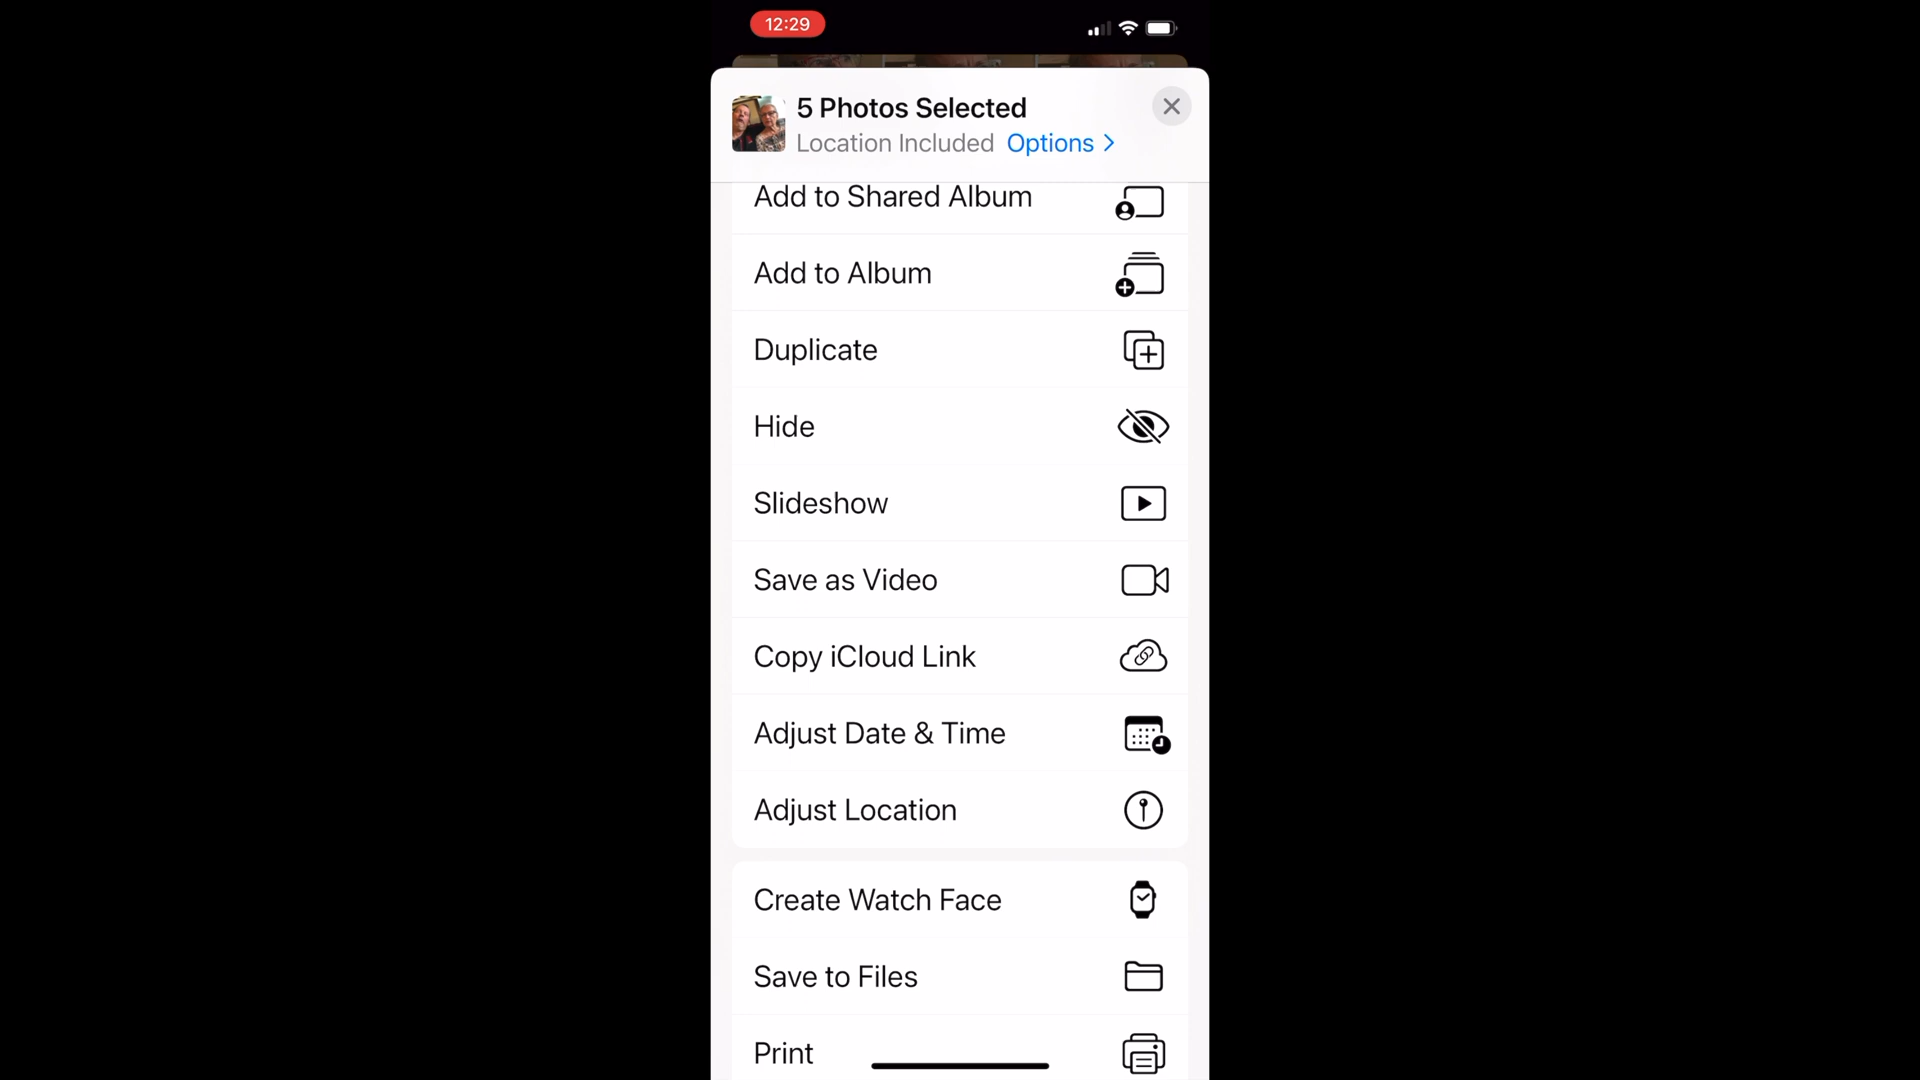 12:29
5 Photos Selected
Location Included Options
Add to Shared Album
Add to Album
Duplicate
Hide
Slideshow
Save as Video
Copy iCloud Link
Adjust Date & Time
Adjust Location
Create Watch Face
Save to Files
Print